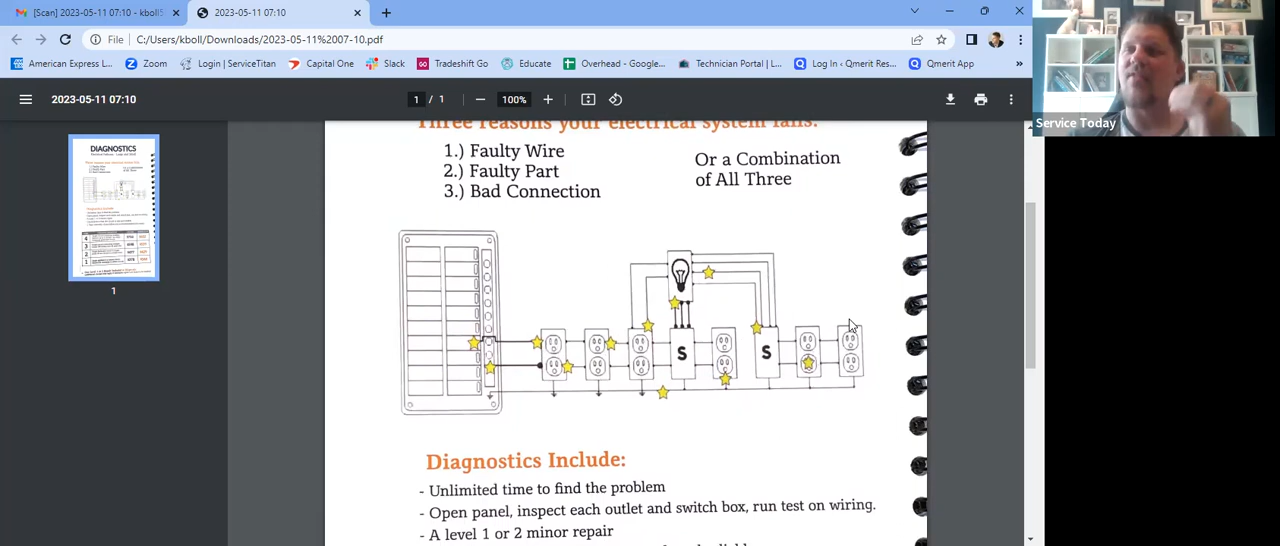 [Scan] 2023-05-11 07:10 - kboll5
2023-05-11 07:10
File
C:/Users/kboll/Downloads/2023-05-11%2007-10.pdf
American Express L...
Zoom
Login | ServiceTitan
Capital One
Slack
Tradeshift Go
Educate
Overhead - Google...
Technician Portal | L...
Log In ‹ Qmerit Res...
Qmerit App
»
2023-05-11 07:10
1 / 1
100%
Service Today
DIAGNOSTICS
1
Three reasons your electrical system fails:
1.) Faulty Wire
2.) Faulty Part
3.) Bad Connection
Or a Combination
of All Three
S
S
Diagnostics Include:
- Unlimited time to find the problem
- Open panel, inspect each outlet and switch box, run test on wiring.
- A level 1 or 2 minor repair